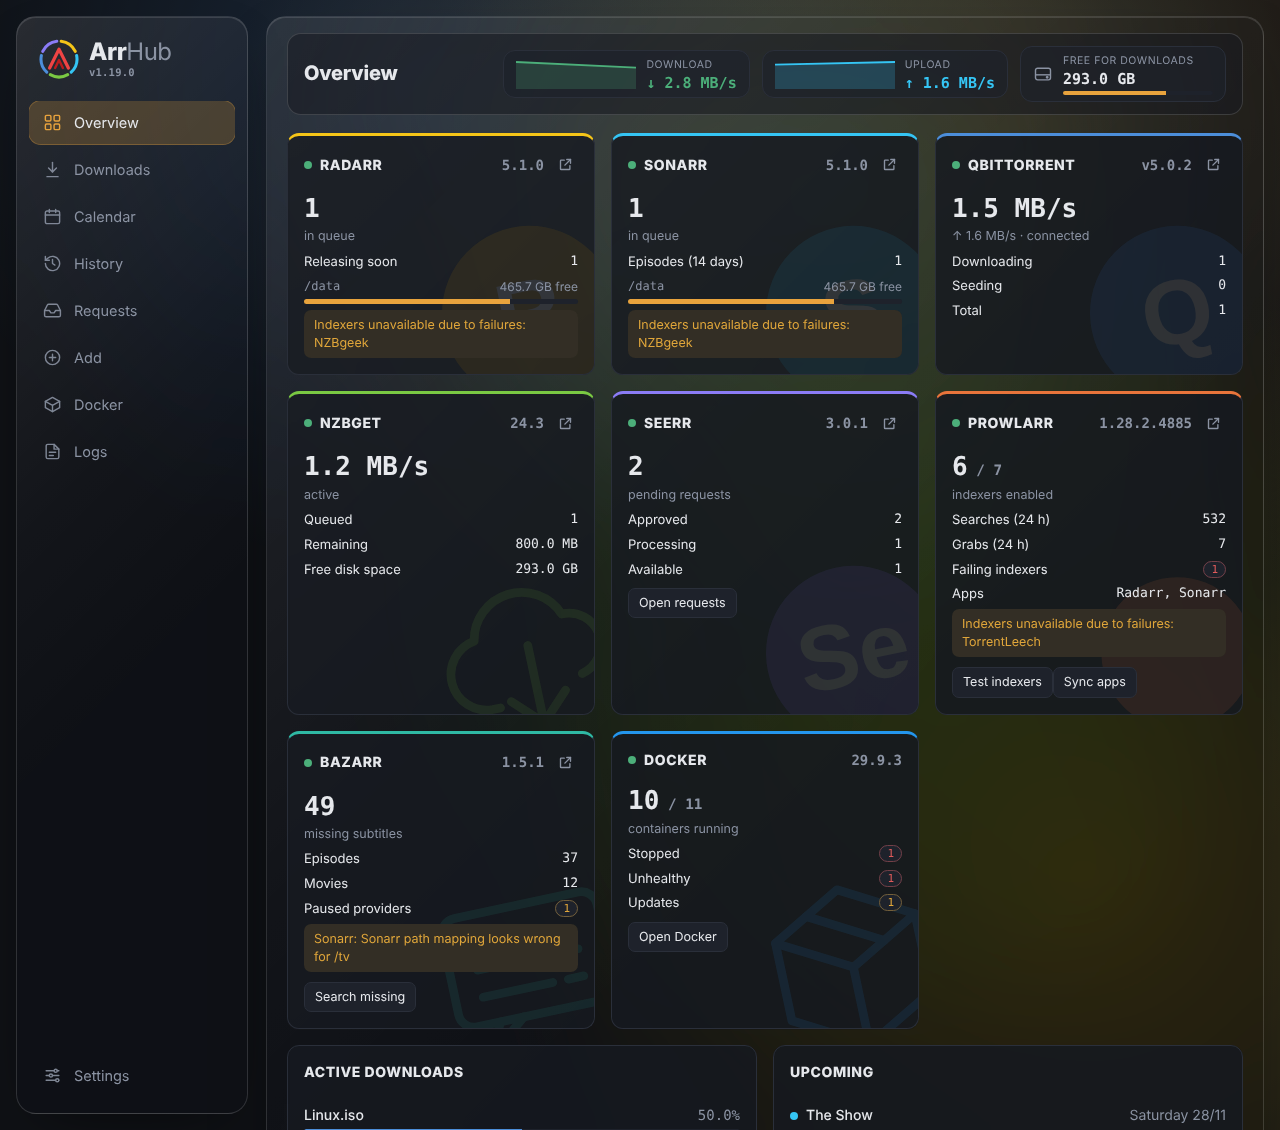 ArrHub
v1.19.0
Overview
Downloads
Calendar
History
Requests
Add
Docker
Logs
Settings
Overview
DOWNLOAD
↓ 2.8 MB/s
UPLOAD
↑ 1.6 MB/s
FREE FOR DOWNLOADS
293.0 GB
RADARR 5.1.0
1
in queue
Releasing soon 1
/data 465.7 GB free
Indexers unavailable due to failures:
NZBgeek
SONARR 5.1.0
1
in queue
Episodes (14 days) 1
/data 465.7 GB free
Indexers unavailable due to failures:
NZBgeek
QBITTORRENT v5.0.2
1.5 MB/s
↑ 1.6 MB/s · connected
Downloading 1
Seeding 0
Total 1
Q
NZBGET 24.3
1.2 MB/s
active
Queued 1
Remaining 800.0 MB
Free disk space 293.0 GB
SEERR 3.0.1
2
pending requests
Approved 2
Processing 1
Available 1
Open requests
Se
PROWLARR 1.28.2.4885
6 / 7
indexers enabled
Searches (24 h) 532
Grabs (24 h) 7
Failing indexers 1
Apps Radarr, Sonarr
Indexers unavailable due to failures:
TorrentLeech
Test indexers Sync apps
BAZARR 1.5.1
49
missing subtitles
Episodes 37
Movies 12
Paused providers 1
Sonarr: Sonarr path mapping looks wrong
for /tv
Search missing
DOCKER 29.9.3
10 / 11
containers running
Stopped 1
Unhealthy 1
Updates 1
Open Docker
ACTIVE DOWNLOADS
Linux.iso 50.0%
UPCOMING
The Show Saturday 28/11